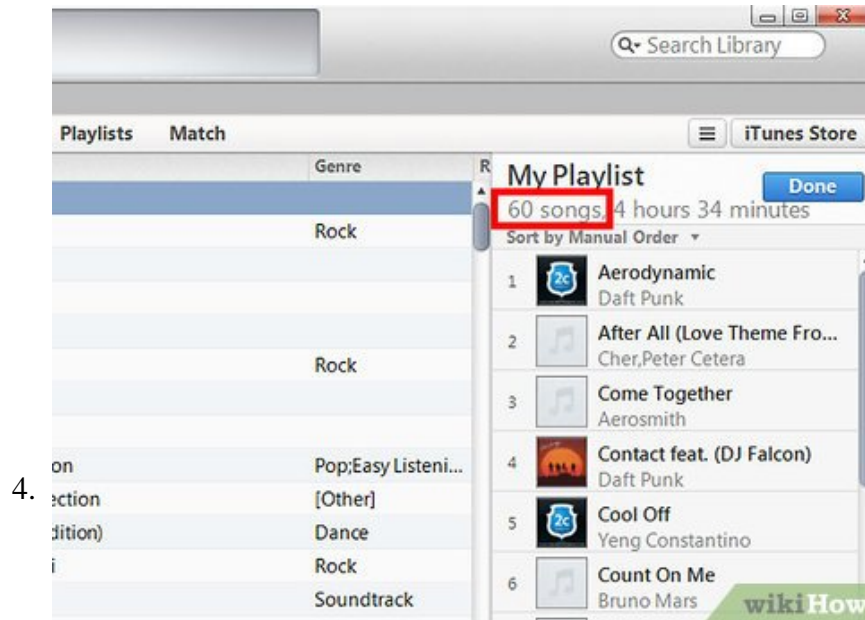 Search Library
Playlists Match iTunes Store
Genre R
My Playlist
Done
60 songs, 4 hours 34 minutes
Sort by Manual Order
Rock
1 Aerodynamic
Daft Punk
2 After All (Love Theme Fro...
Cher,Peter Cetera
Rock
3 Come Together
Aerosmith
4 Contact feat. (DJ Falcon)
Daft Punk
on Pop;Easy Listeni...
4. ection [Other]
dition) Dance
5 Cool Off
Yeng Constantino
i Rock
6 Count On Me
Bruno Mars
Soundtrack
wikiHow